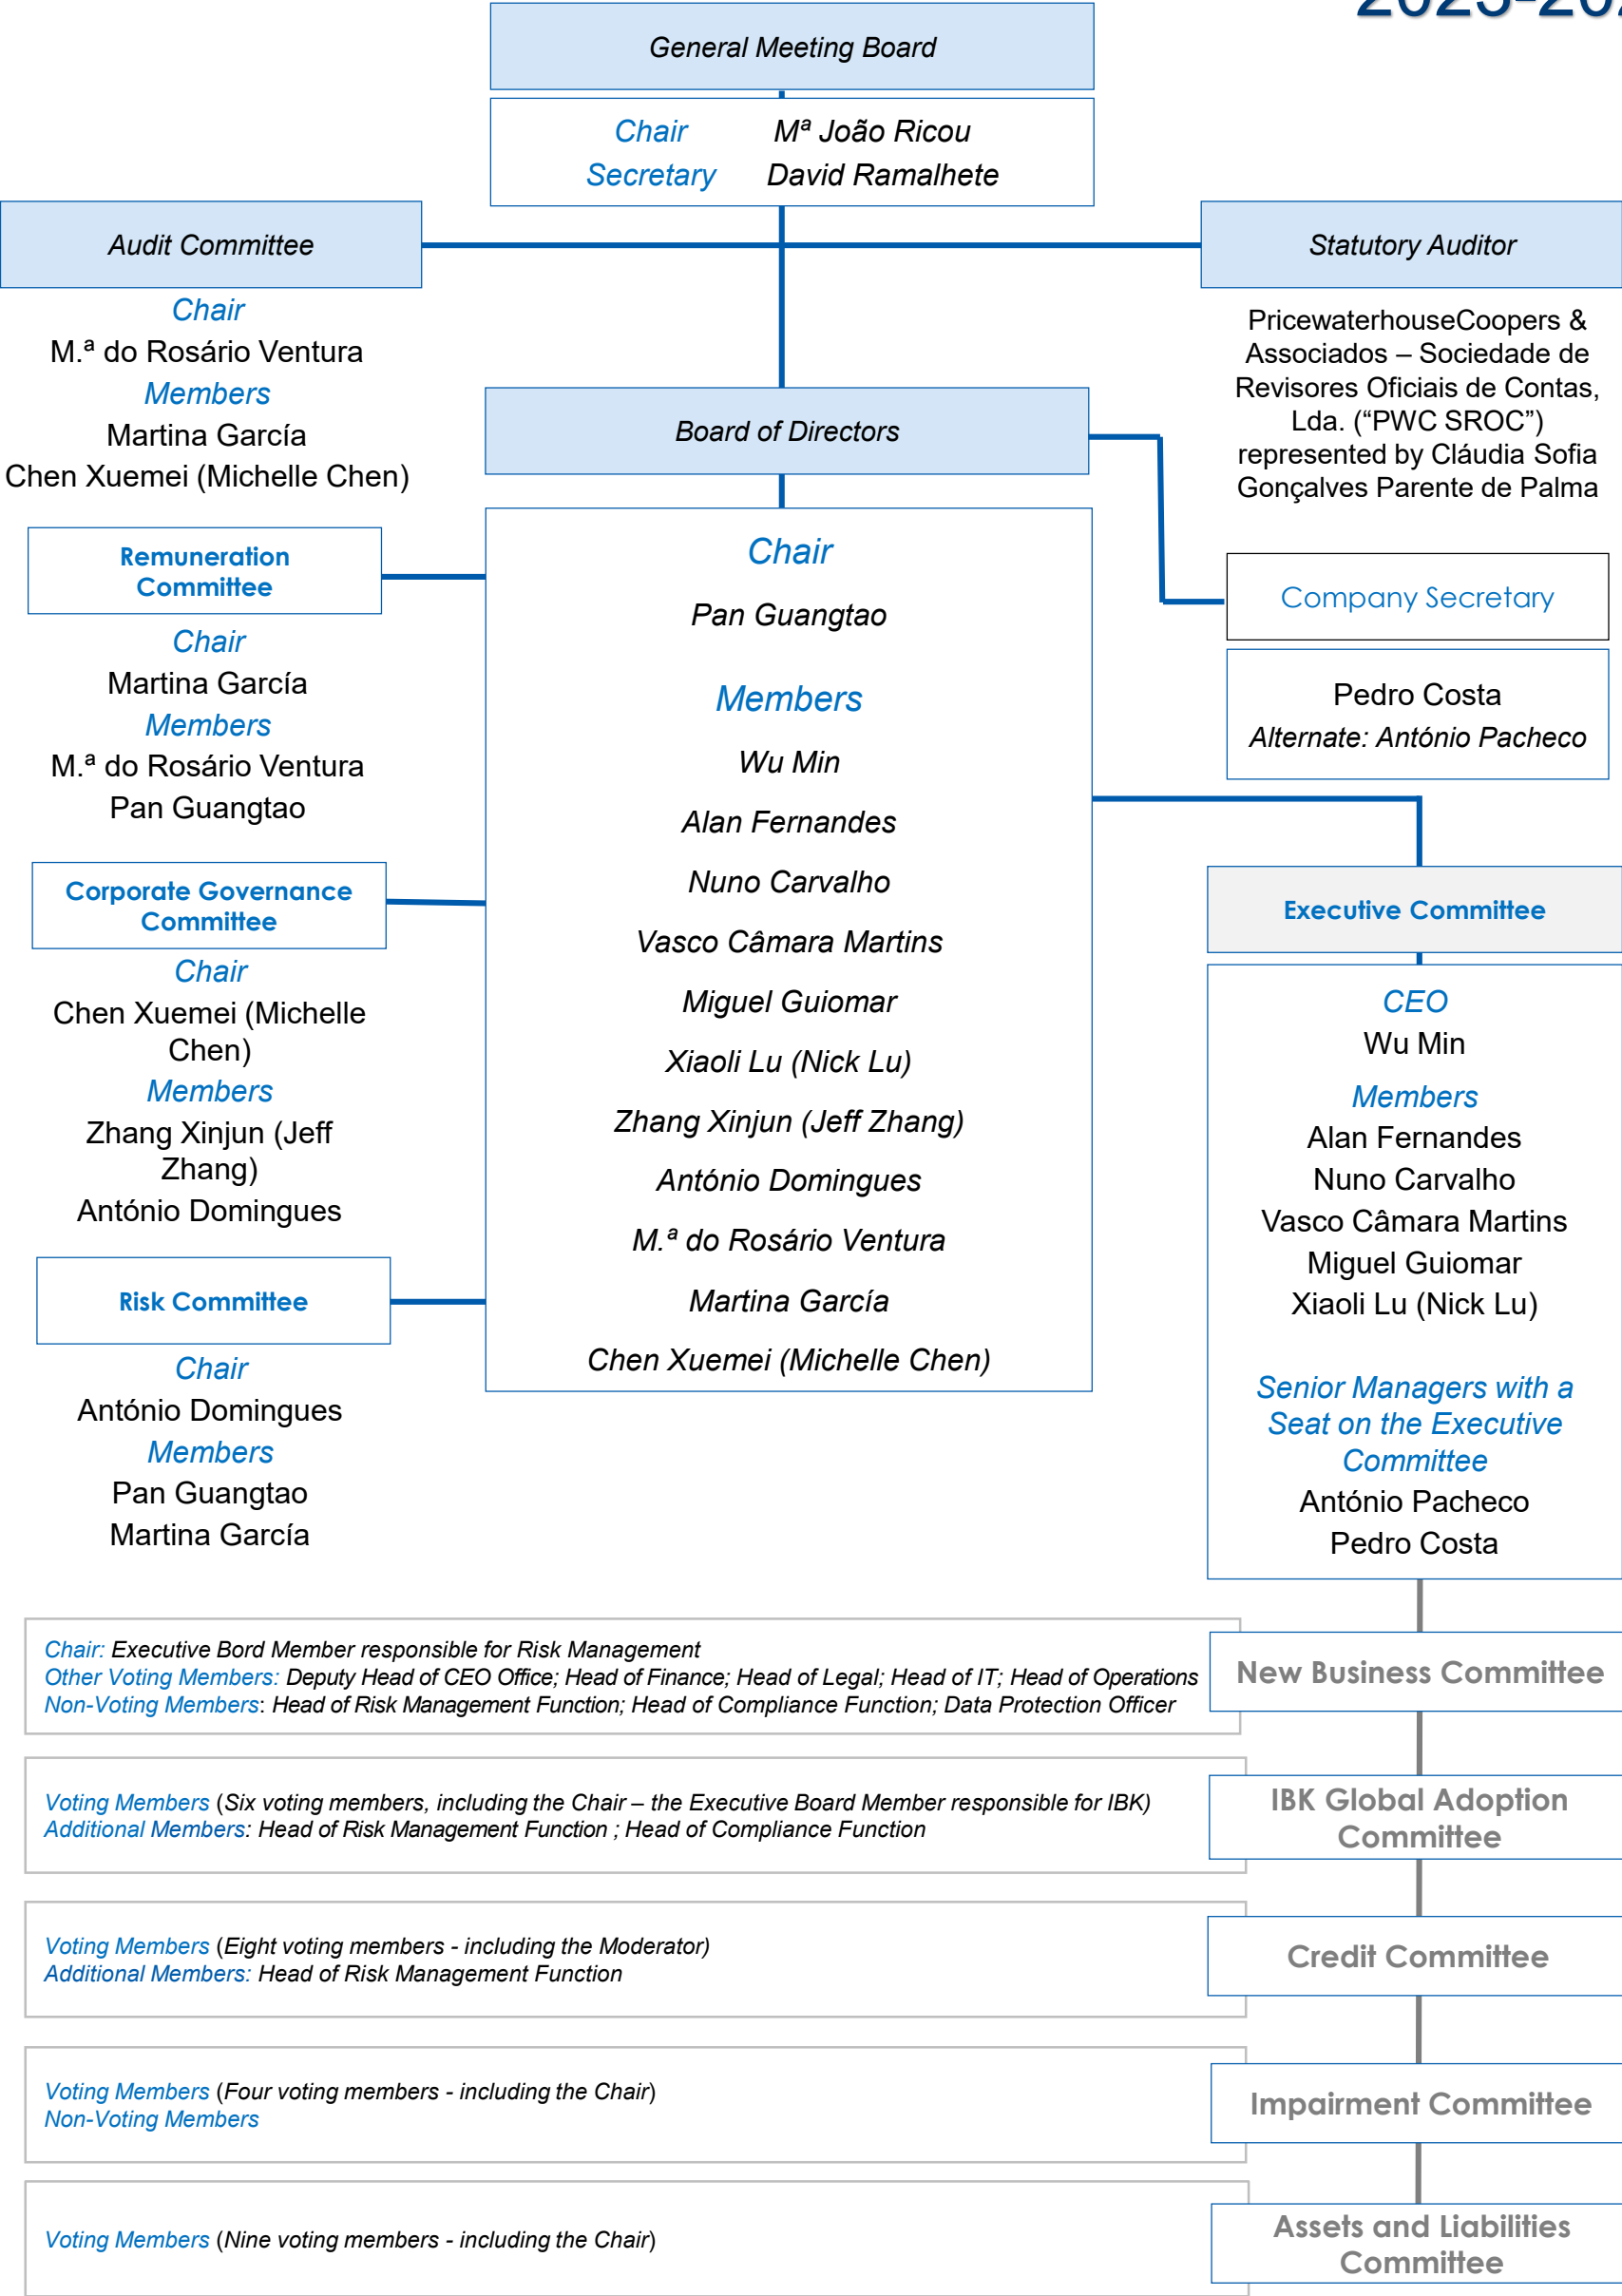 General Meeting Board
Chair Mª João Ricou
Secretary David Ramalhete
Audit Committee
Chair
M.ª do Rosário Ventura
Members
Martina García
Chen Xuemei (Michelle Chen)
Statutory Auditor
PricewaterhouseCoopers &
Associados – Sociedade de
Revisores Oficiais de Contas,
Lda. (“PWC SROC”)
represented by Cláudia Sofia
Gonçalves Parente de Palma
Board of Directors
Chair
Pan Guangtao
Members
Wu Min
Alan Fernandes
Nuno Carvalho
Vasco Câmara Martins
Miguel Guiomar
Xiaoli Lu (Nick Lu)
Zhang Xinjun (Jeff Zhang)
António Domingues
M.ª do Rosário Ventura
Martina García
Chen Xuemei (Michelle Chen)
Remuneration
Committee
Chair
Martina García
Members
M.ª do Rosário Ventura
Pan Guangtao
Corporate Governance
Committee
Chair
Chen Xuemei (Michelle
Chen)
Members
Zhang Xinjun (Jeff
Zhang)
António Domingues
Risk Committee
Chair
António Domingues
Members
Pan Guangtao
Martina García
Company Secretary
Pedro Costa
Alternate: António Pacheco
Executive Committee
CEO
Wu Min
Members
Alan Fernandes
Nuno Carvalho
Vasco Câmara Martins
Miguel Guiomar
Xiaoli Lu (Nick Lu)
Senior Managers with a
Seat on the Executive
Committee
António Pacheco
Pedro Costa
Chair: Executive Bord Member responsible for Risk Management
Other Voting Members: Deputy Head of CEO Office; Head of Finance; Head of Legal; Head of IT; Head of Operations
Non-Voting Members: Head of Risk Management Function; Head of Compliance Function; Data Protection Officer
New Business Committee
Voting Members (Six voting members, including the Chair – the Executive Board Member responsible for IBK)
Additional Members: Head of Risk Management Function ; Head of Compliance Function
IBK Global Adoption
Committee
Voting Members (Eight voting members - including the Moderator)
Additional Members: Head of Risk Management Function
Credit Committee
Voting Members (Four voting members - including the Chair)
Non-Voting Members
Impairment Committee
Voting Members (Nine voting members - including the Chair)
Assets and Liabilities
Committee